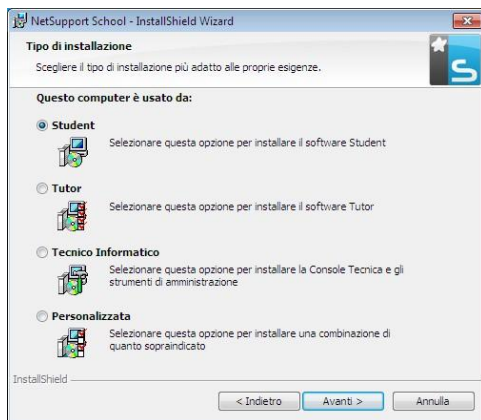 NetSupport School - InstallShield Wizard
Tipo di installazione
Scegliere il tipo di installazione più adatto alle proprie esigenze.
S
Questo computer è usato da:
Student
Selezionare questa opzione per installare il software Student
Tutor
Selezionare questa opzione per installare il software Tutor
Tecnico Informatico
Selezionare questa opzione per installare la Console Tecnica e gli
strumenti di amministrazione
Personalizzata
Selezionare questa opzione per installare una combinazione di
quanto sopraindicato
InstallShield
< Indietro
Avanti >
Annulla